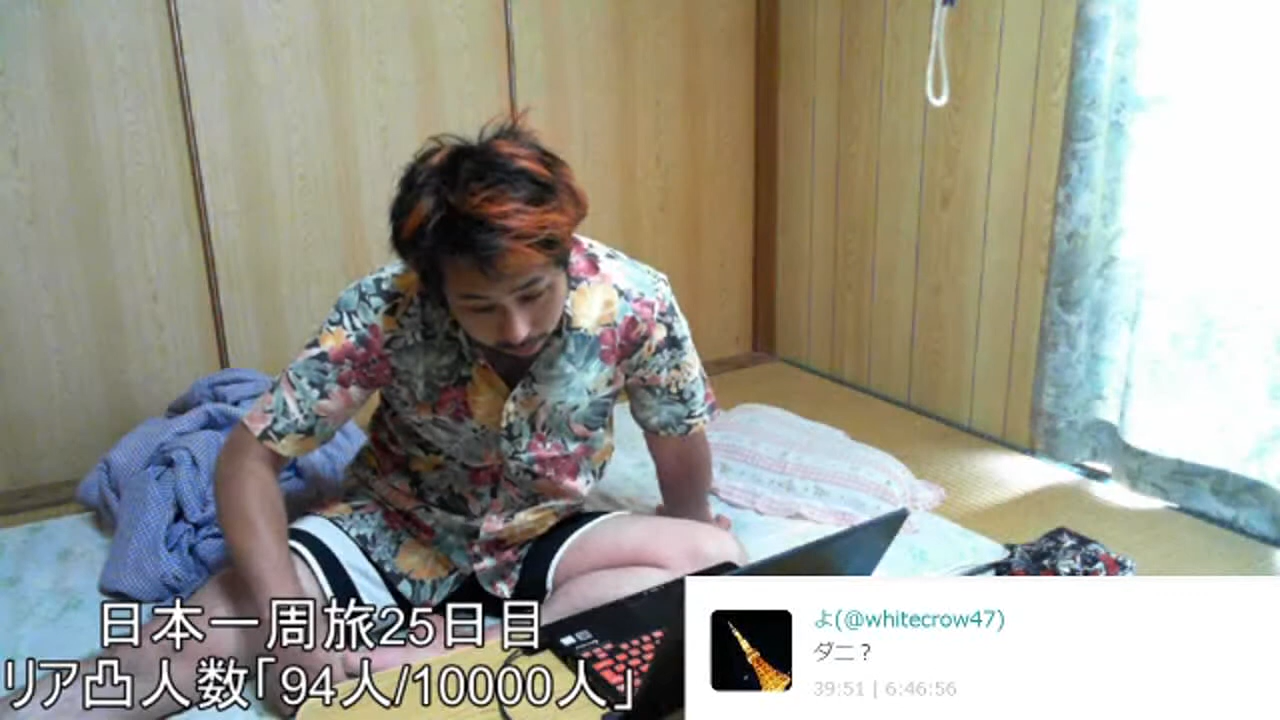 日本一周旅25日目
リア凸人数｢94人/10000人｣
よ(@whitecrow47)
ダニ？
39:51 | 6:46:56